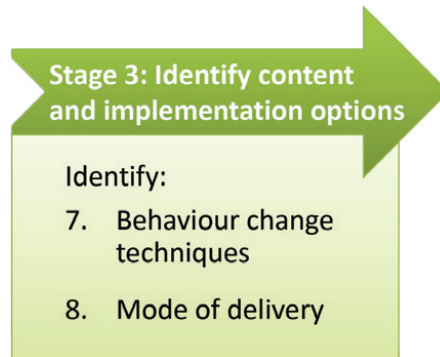 Stage 3: Identify content
and implementation options
Identify:
7. Behaviour change
techniques
8. Mode of delivery